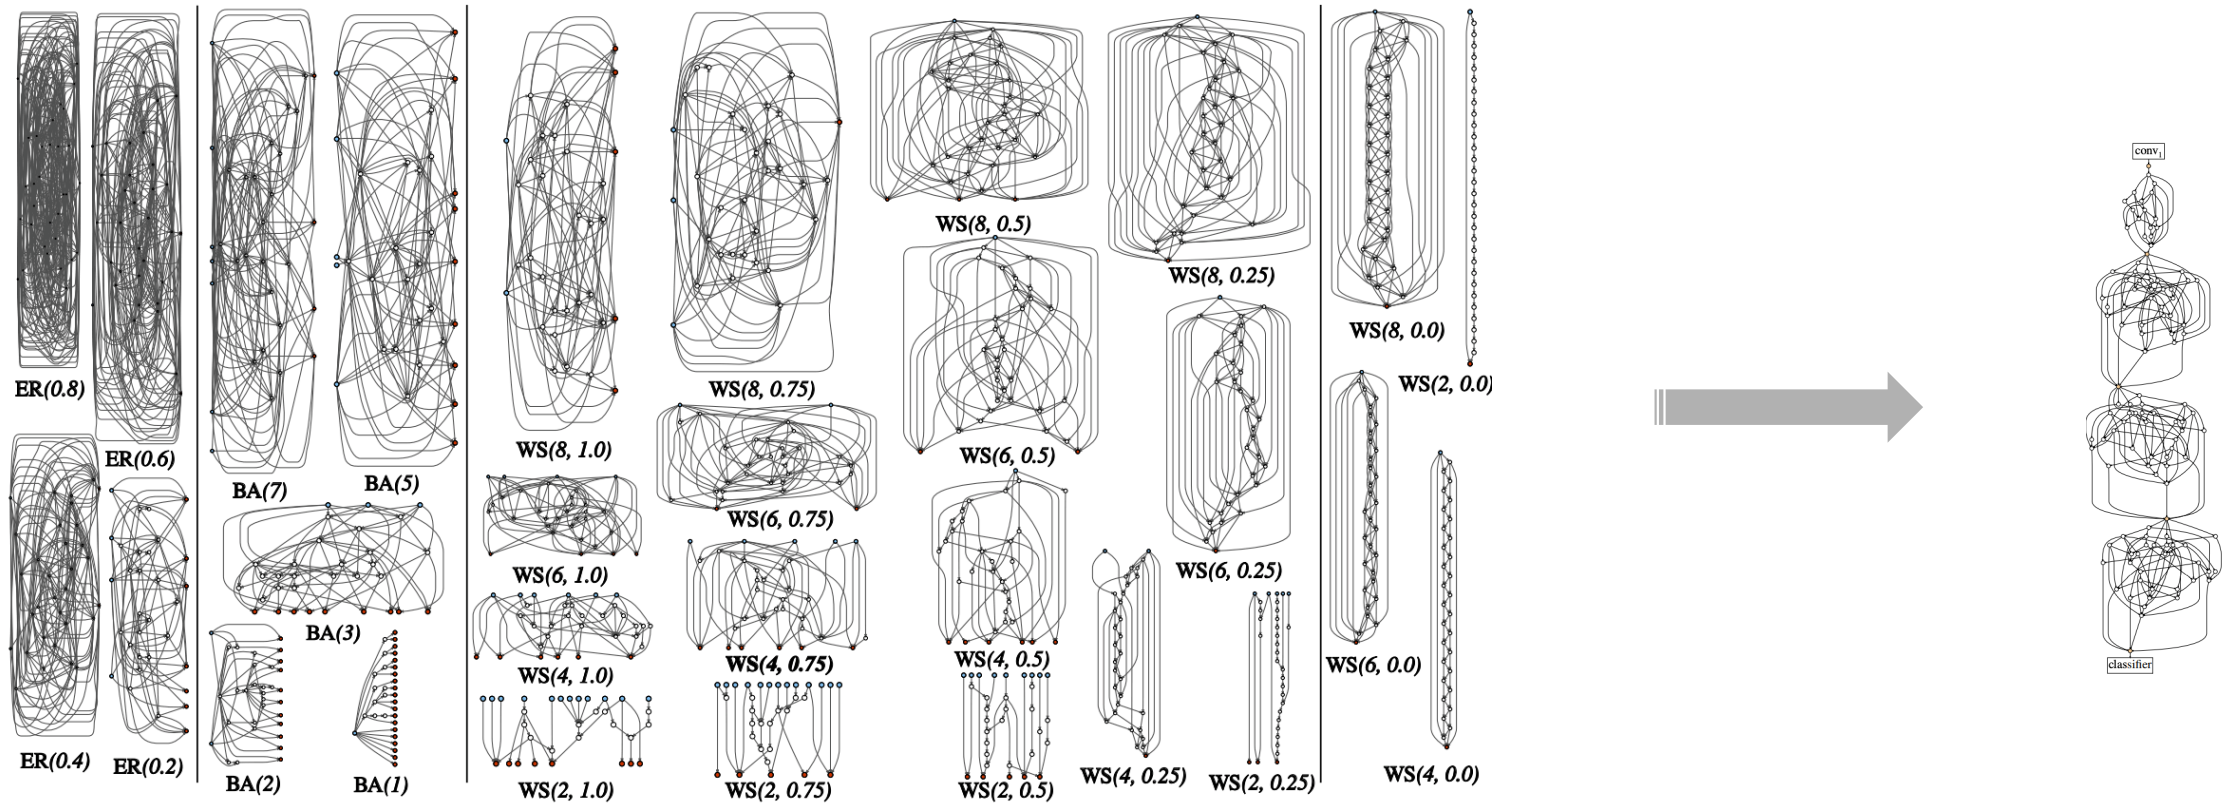 ER(0.8)
ER(0.6)
ER(0.4)
ER(0.2)
BA(7)
BA(5)
BA(3)
BA(2)
BA(1)
WS(8, 1.0)
WS(6, 1.0)
WS(4, 1.0)
WS(2, 1.0)
WS(8, 0.75)
WS(6, 0.75)
WS(4, 0.75)
WS(2, 0.75)
WS(8, 0.5)
WS(6, 0.5)
WS(4, 0.5)
WS(2, 0.5)
WS(8, 0.25)
WS(6, 0.25)
WS(4, 0.25)
WS(2, 0.25)
WS(8, 0.0)
WS(2, 0.0)
WS(6, 0.0)
WS(4, 0.0)
conv₁
classifier